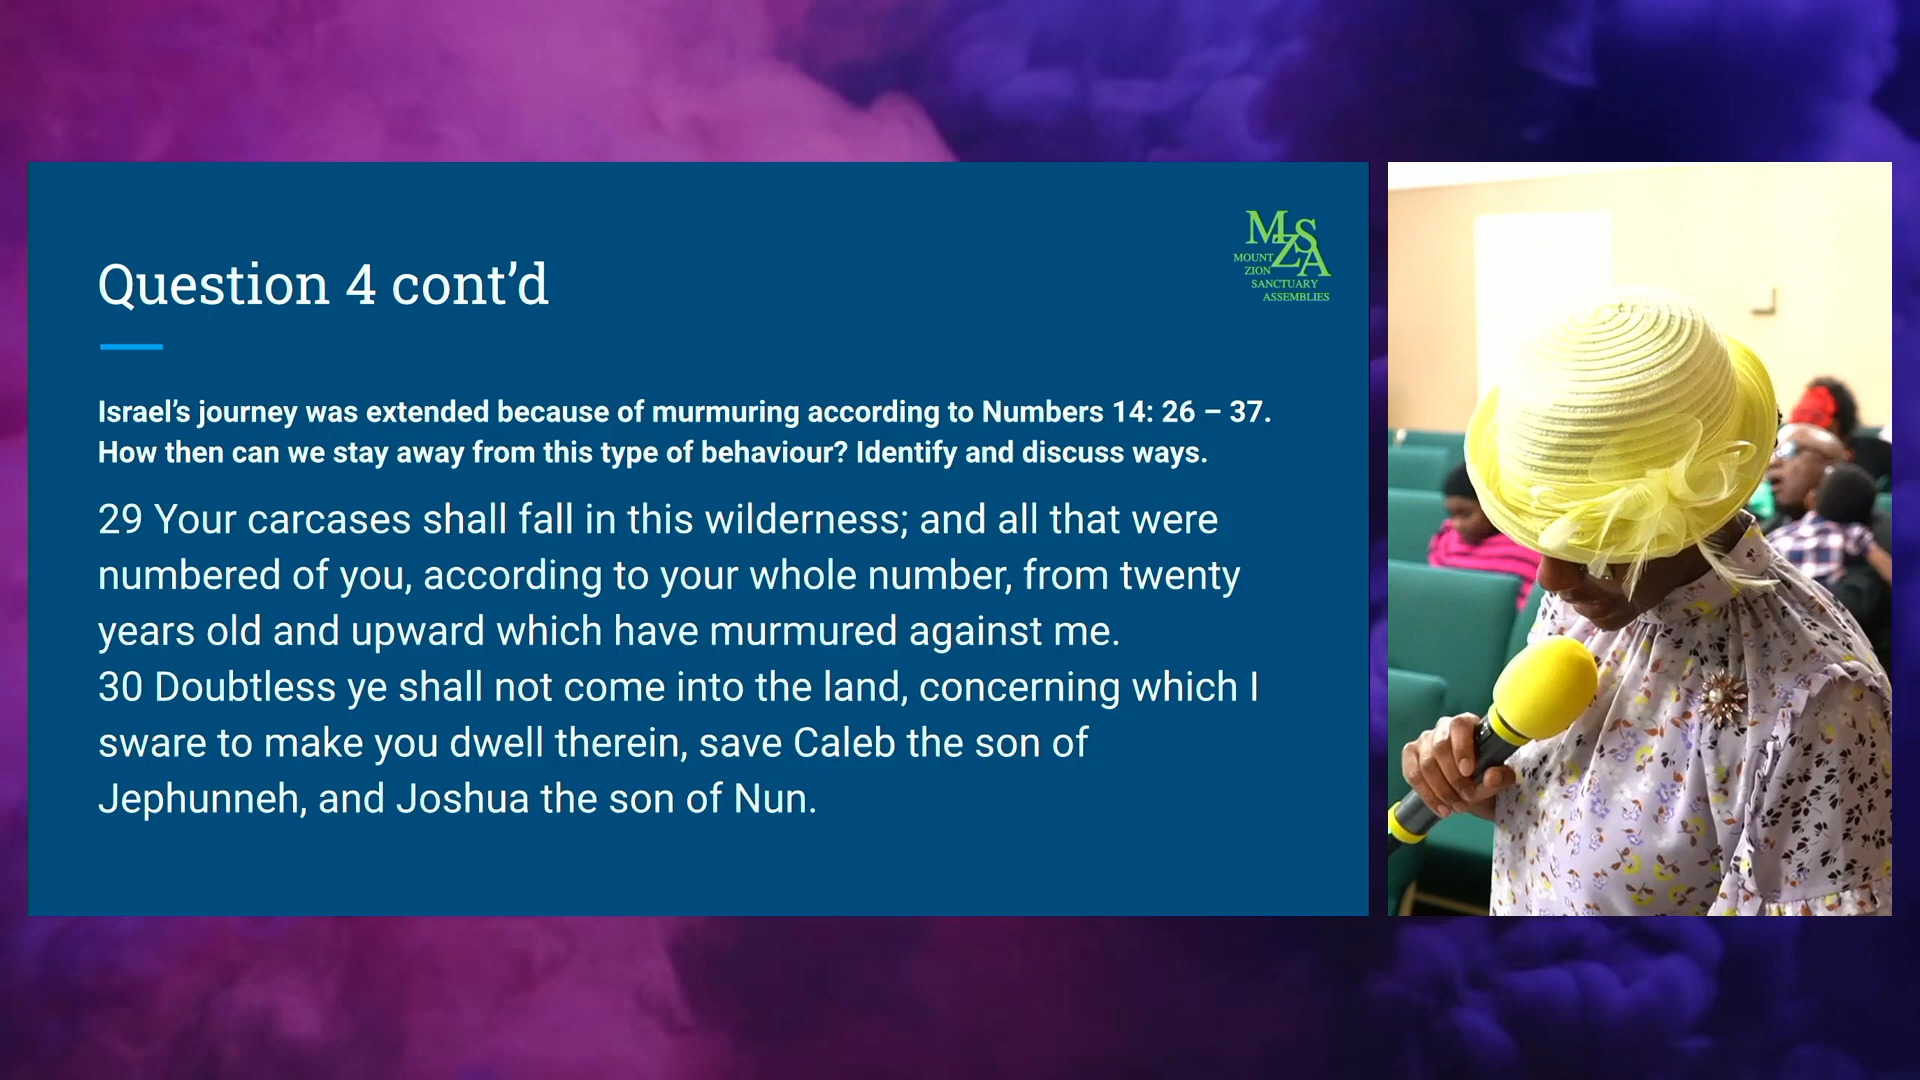 MZSA
MOUNT
ZION
SANCTUARY
ASSEMBLIES
Question 4 cont’d
Israel’s journey was extended because of murmuring according to Numbers 14: 26 – 37.
How then can we stay away from this type of behaviour? Identify and discuss ways.
29 Your carcases shall fall in this wilderness; and all that were
numbered of you, according to your whole number, from twenty
years old and upward which have murmured against me.
30 Doubtless ye shall not come into the land, concerning which I
sware to make you dwell therein, save Caleb the son of
Jephunneh, and Joshua the son of Nun.